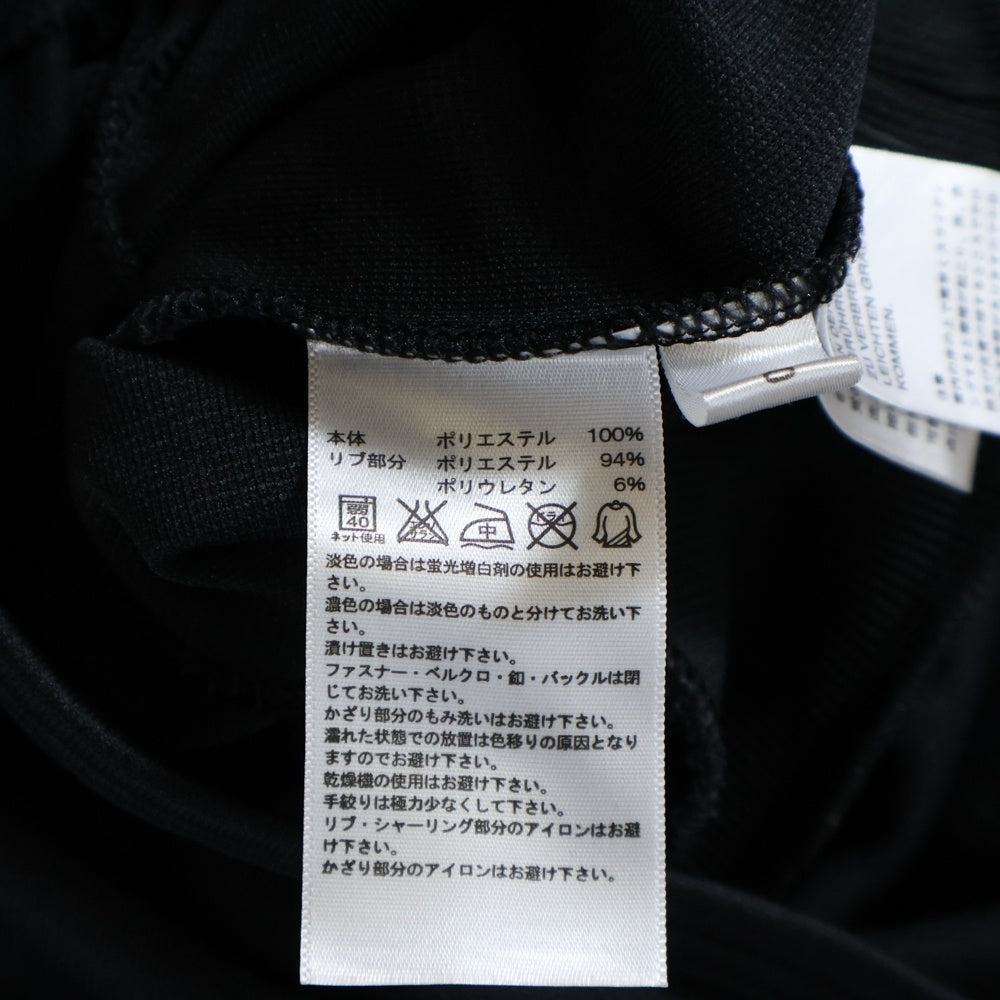 本体 ポリエステル 100%
リブ部分 ポリエステル 94%
ポリウレタン 6%
弱
40
ネット使用
エンソ
サラシ
中
ドライ
淡色の場合は蛍光増白剤の使用はお避け下
さい。
濃色の場合は淡色のものと分けてお洗い下
さい。
漬け置きはお避け下さい。
ファスナー・ベルクロ・釦・バックルは閉
じてお洗い下さい。
かざり部分のもみ洗いはお避け下さい。
濡れた状態での放置は色移りの原因となり
ますのでお避け下さい。
乾燥機の使用はお避け下さい。
手絞りは極力少なくして下さい。
リブ・シャーリング部分のアイロンはお避
け下さい。
かざり部分のアイロンはお避け下さい。
LEICHTEN
KOMMEN.